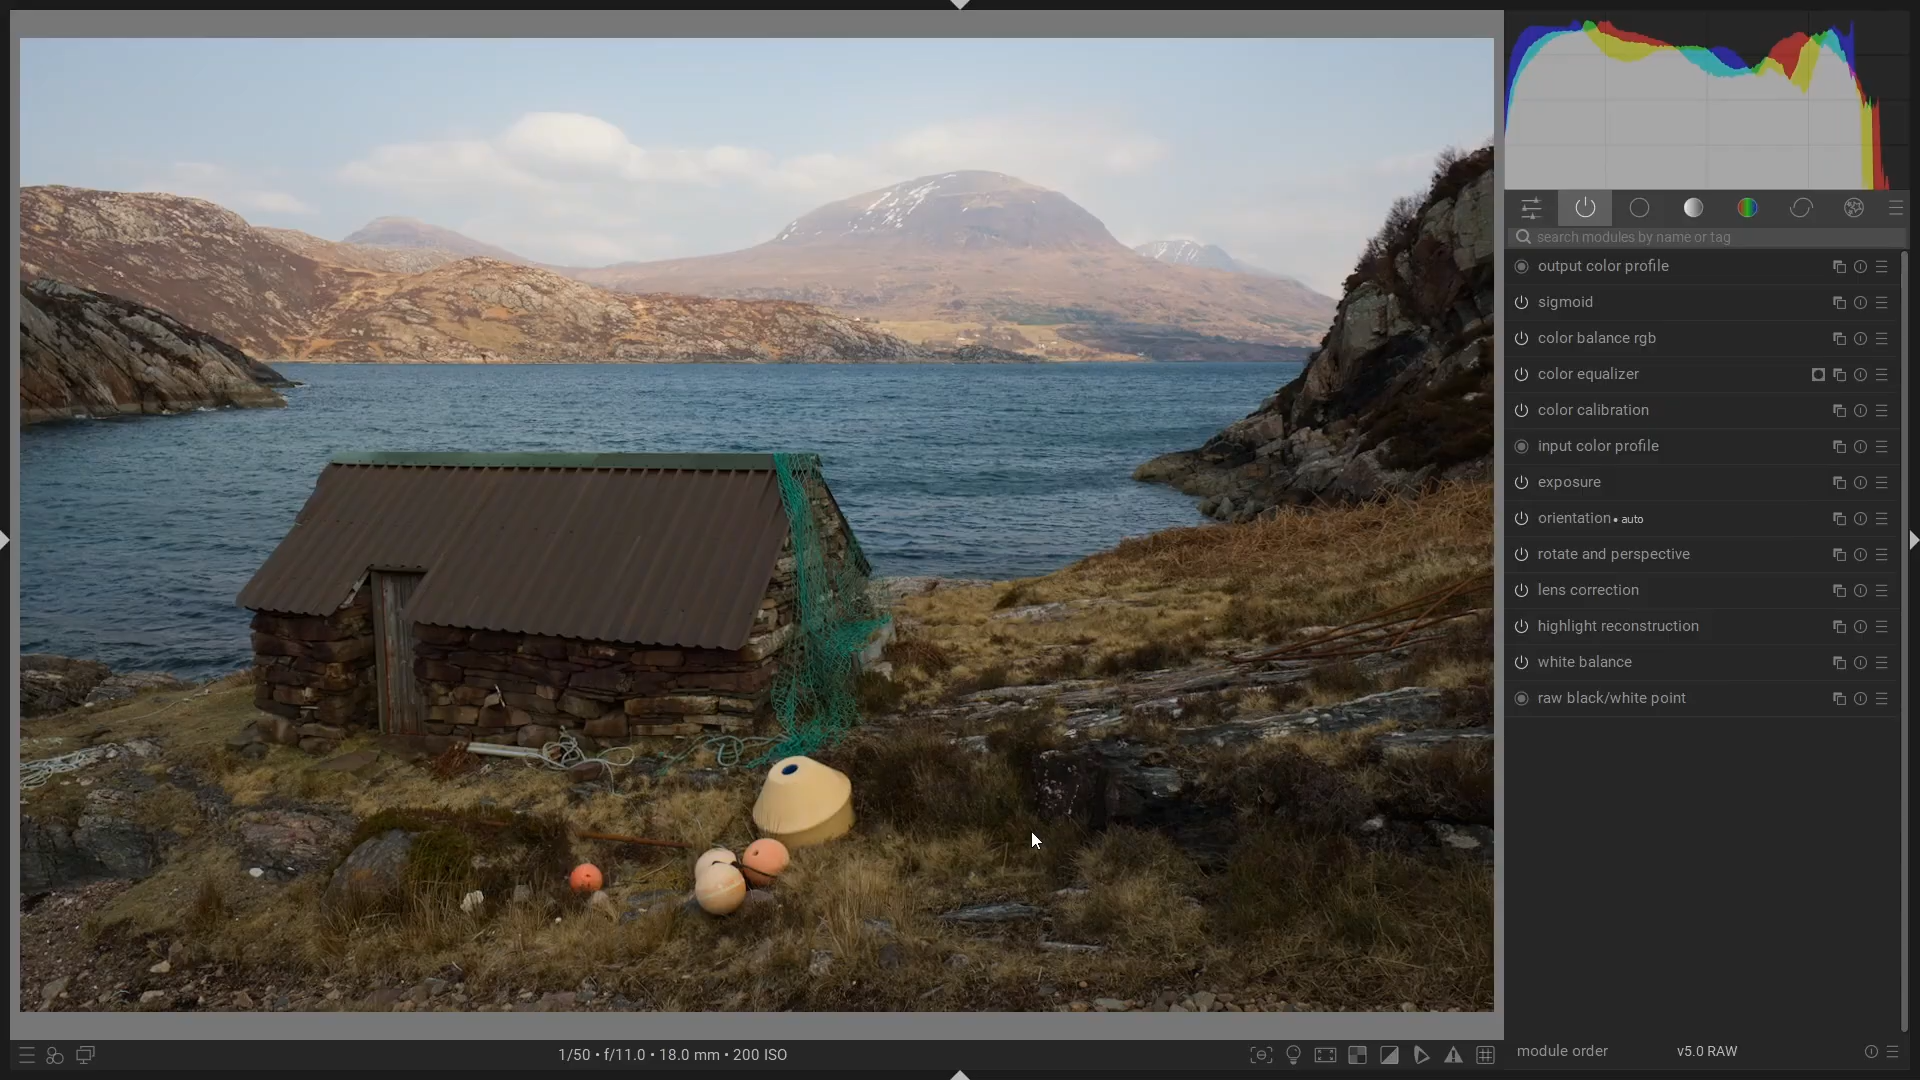 search modules by name or tag
output color profile
sigmoid
color balance rgb
color equalizer
color calibration
input color profile
exposure
orientation • auto
rotate and perspective
lens correction
highlight reconstruction
white balance
raw black/white point
1/50 • f/11.0 • 18.0 mm • 200 ISO
module order v5.0 RAW